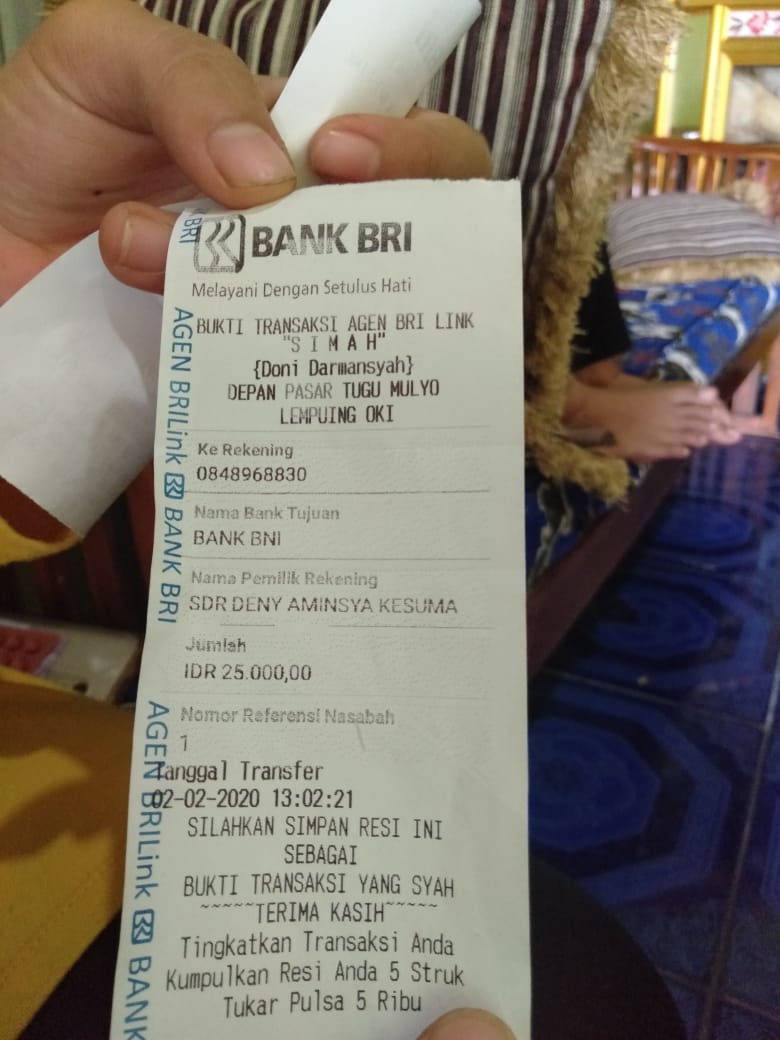 BANK BRI
Melayani Dengan Setulus Hati
BUKTI TRANSAKSI AGEN BRI LINK
"S I M A H"
{Doni Darmansyah}
DEPAN PASAR TUGU MULYO
LEMPUING OKI
Ke Rekening
0848968830
Nama Bank Tujuan
BANK BNI
Nama Pemilik Rekening
SDR DENY AMINSYA KESUMA
Jumlah
IDR 25.000,00
Nomor Referensi Nasabah
1
Tanggal Transfer
02-02-2020 13:02:21
SILAHKAN SIMPAN RESI INI
SEBAGAI
BUKTI TRANSAKSI YANG SYAH
~~~~~TERIMA KASIH~~~~~
Tingkatkan Transaksi Anda
Kumpulkan Resi Anda 5 Struk
Tukar Pulsa 5 Ribu
BRI
AGEN BRILink BANK BRI
AGEN BRILink BANK